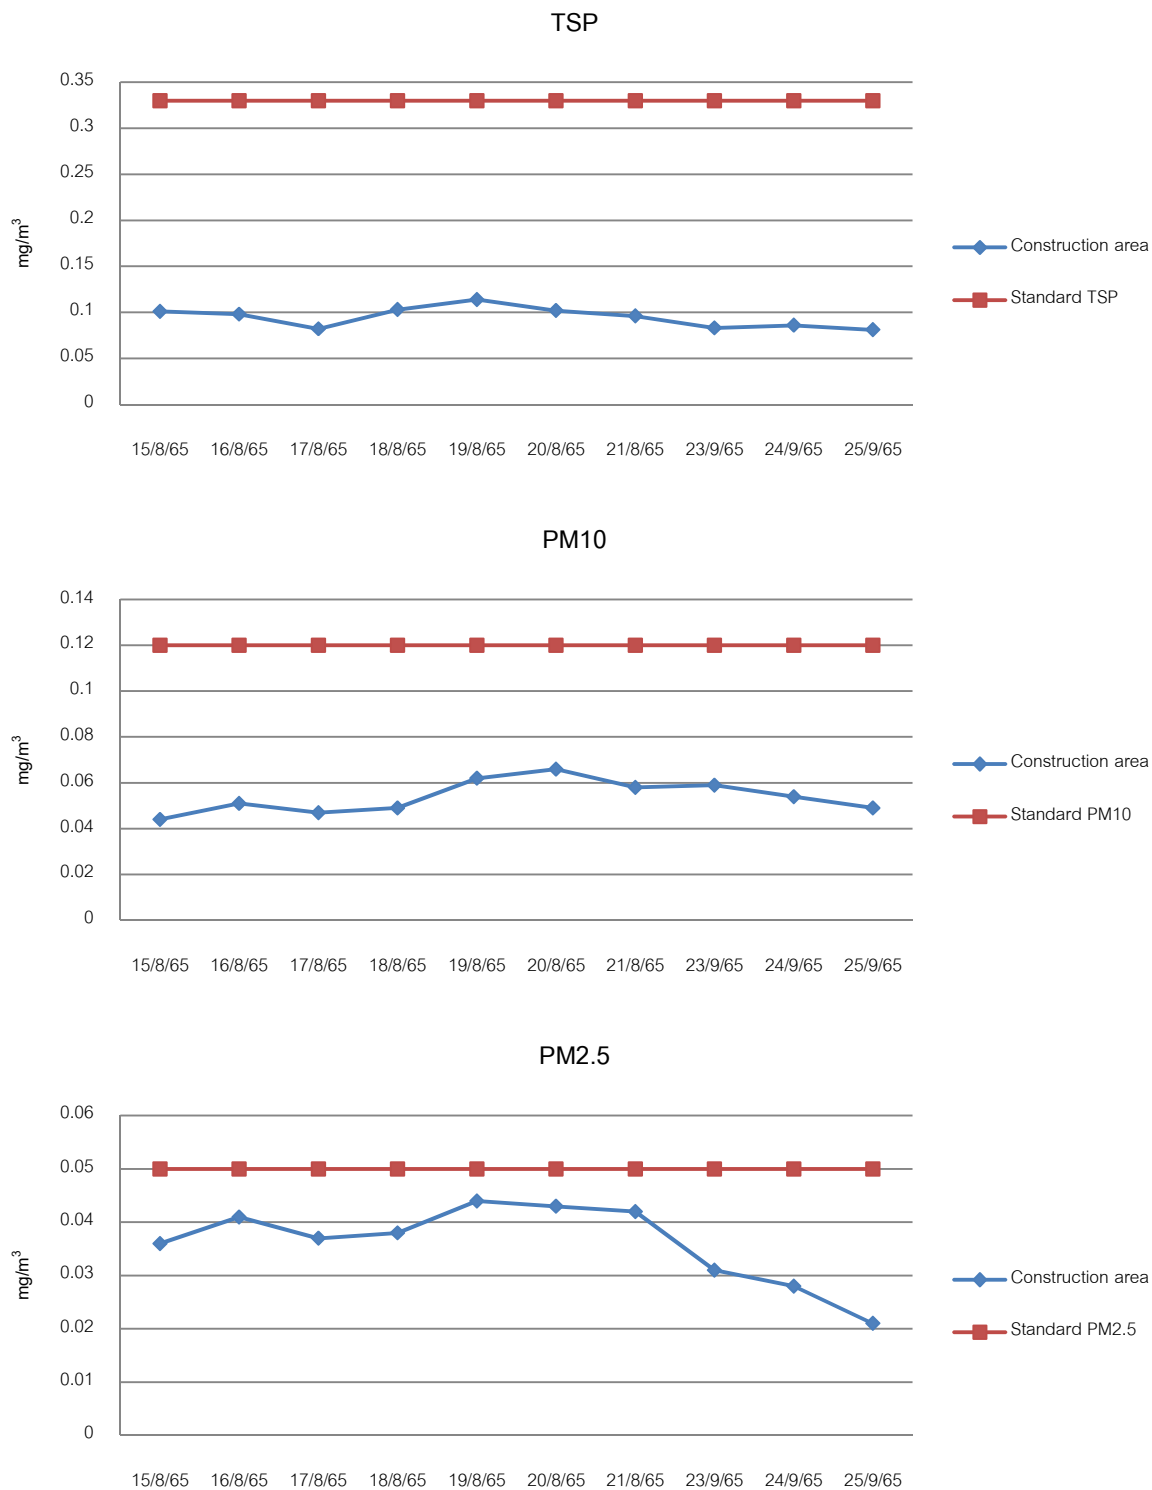 TSP
0.35
0.3
0.25
0.2
0.15
0.1
0.05
0
mg/m³
Construction area
Standard TSP
15/8/65 16/8/65 17/8/65 18/8/65 19/8/65 20/8/65 21/8/65 23/9/65 24/9/65 25/9/65
PM10
0.14
0.12
0.1
0.08
0.06
0.04
0.02
0
mg/m³
Construction area
Standard PM10
15/8/65 16/8/65 17/8/65 18/8/65 19/8/65 20/8/65 21/8/65 23/9/65 24/9/65 25/9/65
PM2.5
0.06
0.05
0.04
0.03
0.02
0.01
0
mg/m³
Construction area
Standard PM2.5
15/8/65 16/8/65 17/8/65 18/8/65 19/8/65 20/8/65 21/8/65 23/9/65 24/9/65 25/9/65